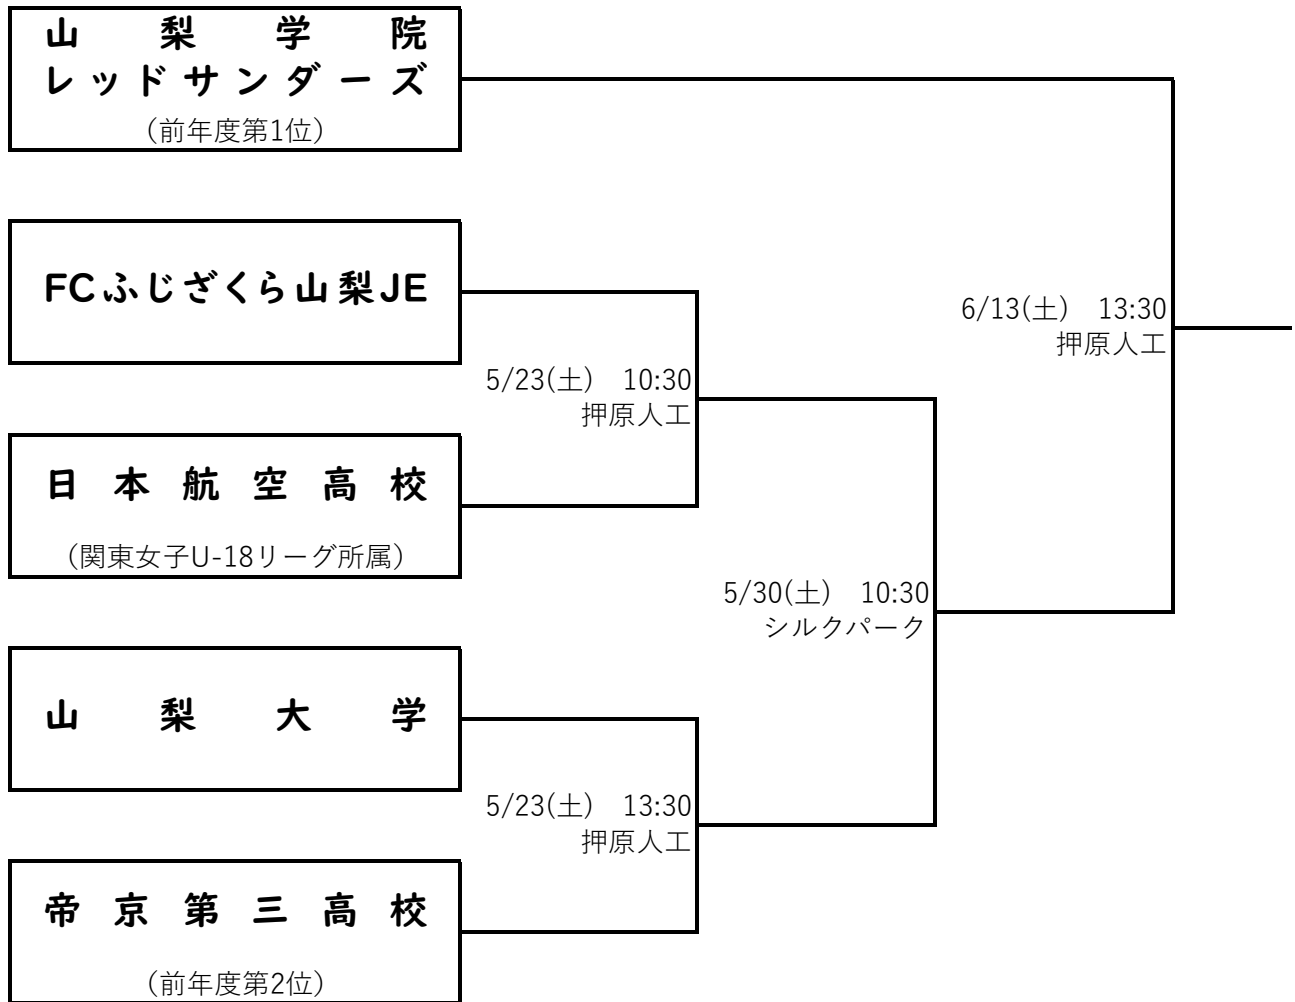 山梨学院
レッドサンダーズ
（前年度第1位）
FCふじざくら山梨JE
6/13(土)　13:30
押原人工
5/23(土)　10:30
押原人工
日本航空高校
（関東女子U-18リーグ所属）
5/30(土)　10:30
シルクパーク
山梨大学
5/23(土)　13:30
押原人工
帝京第三高校
（前年度第2位）